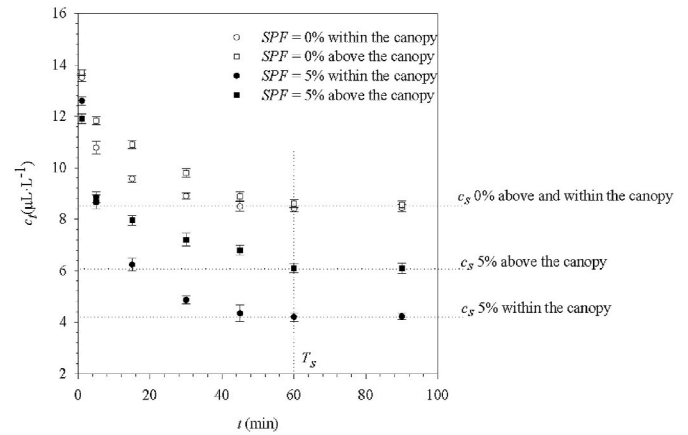 16
14
12
10
8
6
4
2
c_t(μL·L⁻¹)
SPF = 0% within the canopy
SPF = 0% above the canopy
SPF = 5% within the canopy
SPF = 5% above the canopy
c_s 0% above and within the canopy
c_s 5% above the canopy
c_s 5% within the canopy
T_s
0 20 40 60 80 100
t (min)